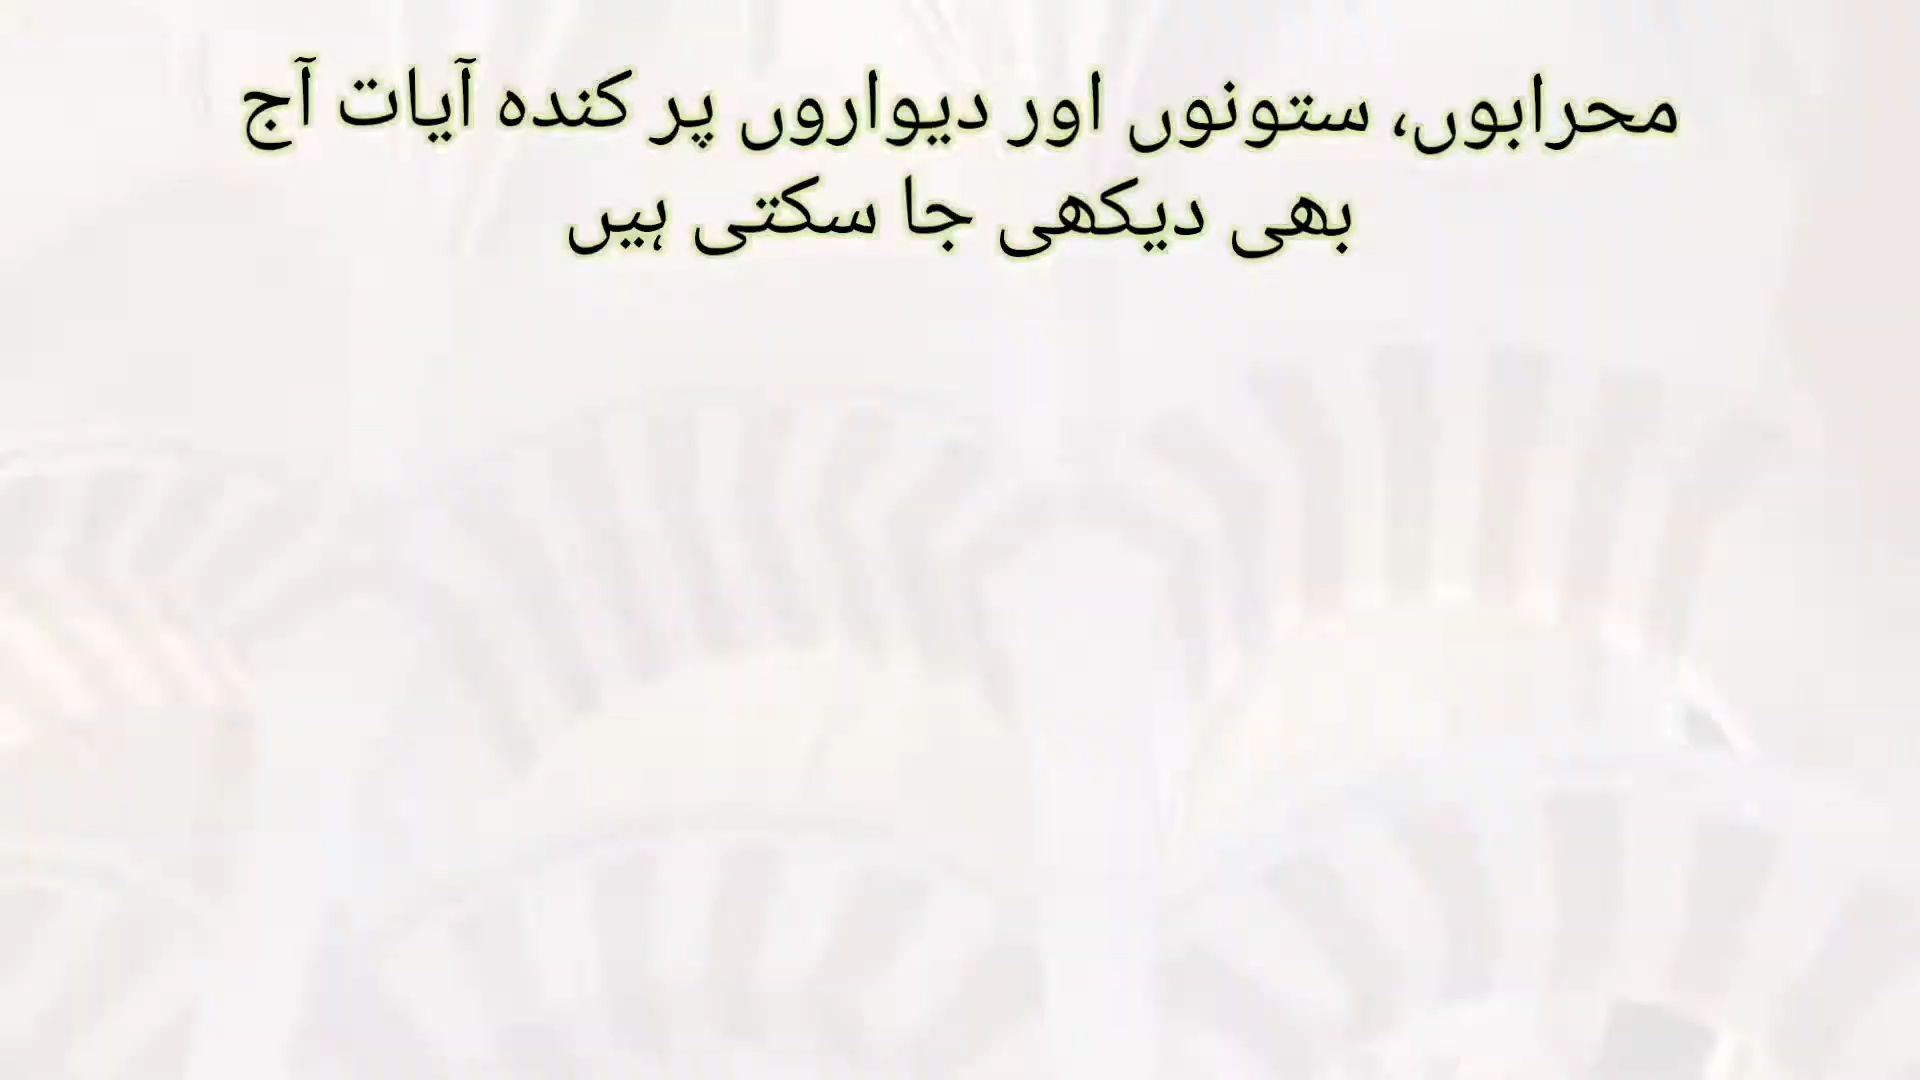 محرابوں، ستونوں اور دیواروں پر کندہ آیات آج
بھی دیکھی جا سکتی ہیں